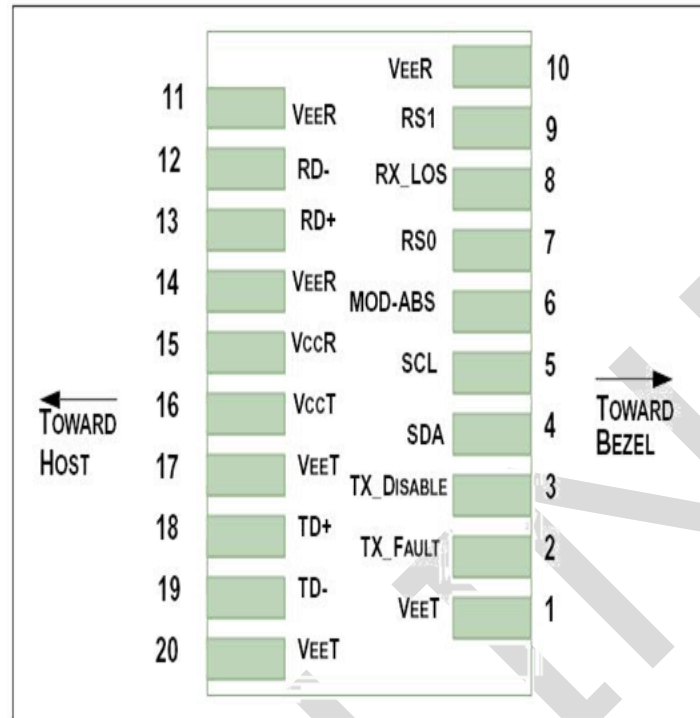 11 VEER
12 RD-
13 RD+
14 VEER
15 VCCR
16 VCCT
17 VEET
18 TD+
19 TD-
20 VEET
VEER 10
RS1 9
RX_LOS 8
RS0 7
MOD-ABS 6
SCL 5
SDA 4
TX_DISABLE 3
TX_FAULT 2
VEET 1
TOWARD
HOST
TOWARD
BEZEL